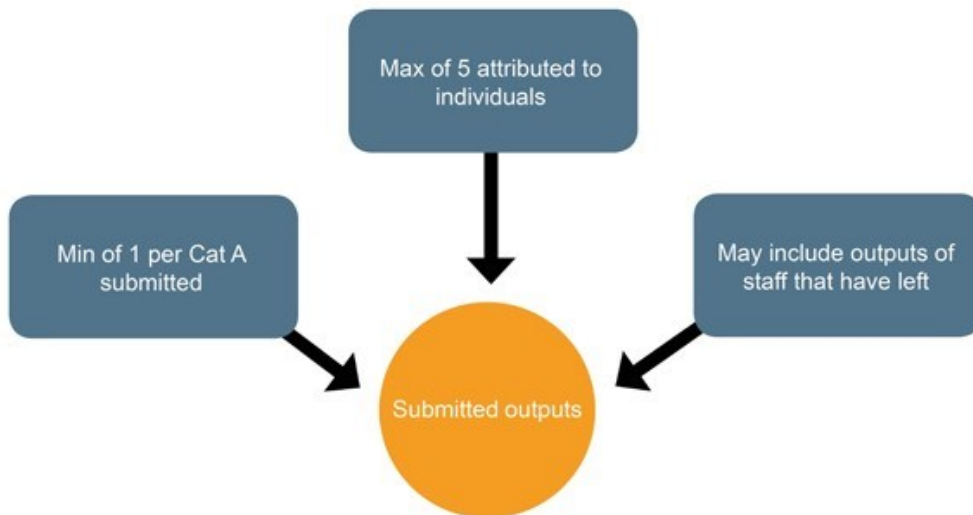 Max of 5 attributed to
individuals
Min of 1 per Cat A
submitted
May include outputs of
staff that have left
Submitted outputs